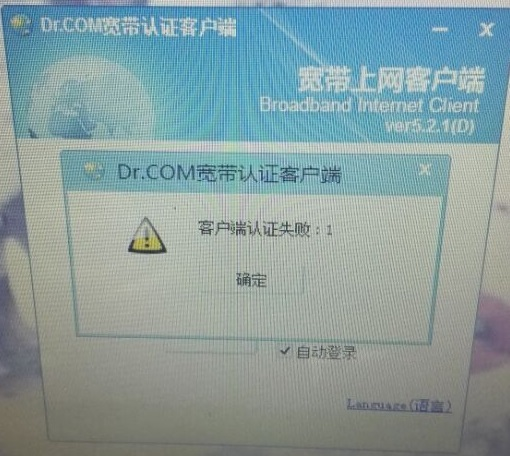 Dr.COM宽带认证客户端
宽带上网客户端
Broadband Internet Client
ver5.2.1(D)
Dr.COM宽带认证客户端
客户端认证失败：1
确定
自动登录
Language(语言)